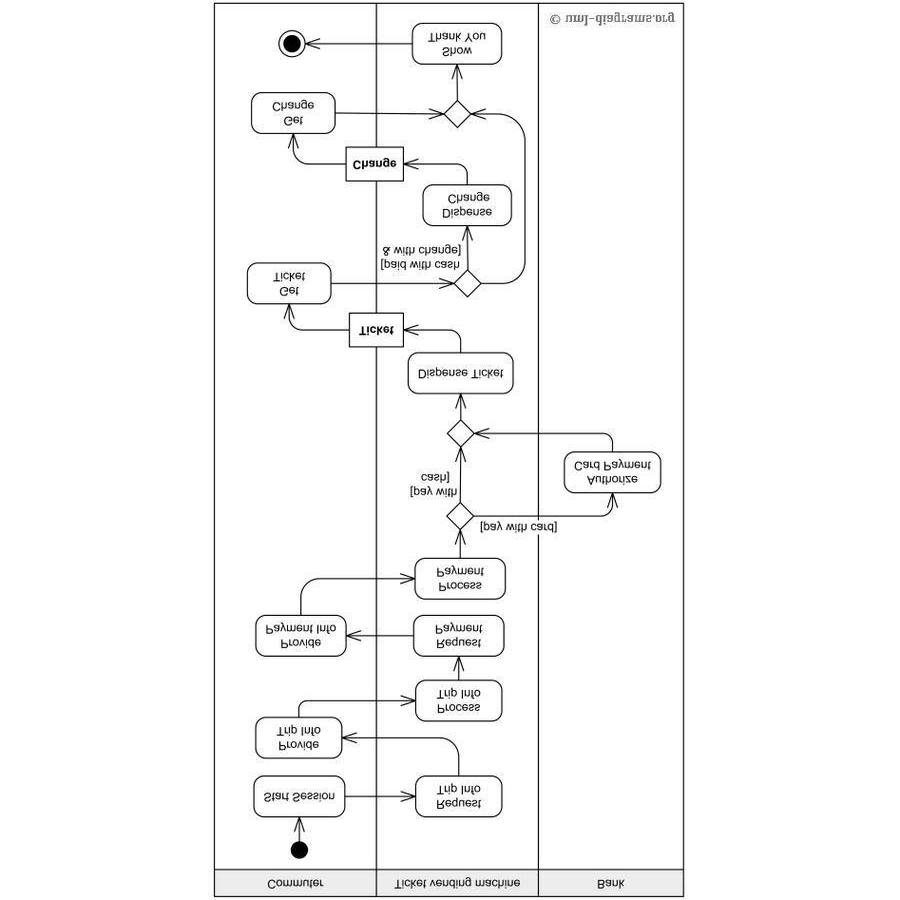 Commuter
Ticket vending machine
Bank
Start Session
Request
Trip Info
Provide
Trip Info
Process
Trip Info
Request
Payment
Provide
Payment Info
Process
Payment
[pay with card]
[pay with
cash]
Authorize
Card Payment
Dispense Ticket
Ticket
Get
Ticket
[paid with cash
& with change]
Dispense
Change
Change
Get
Change
Show
Thank You
© uml-diagrams.org